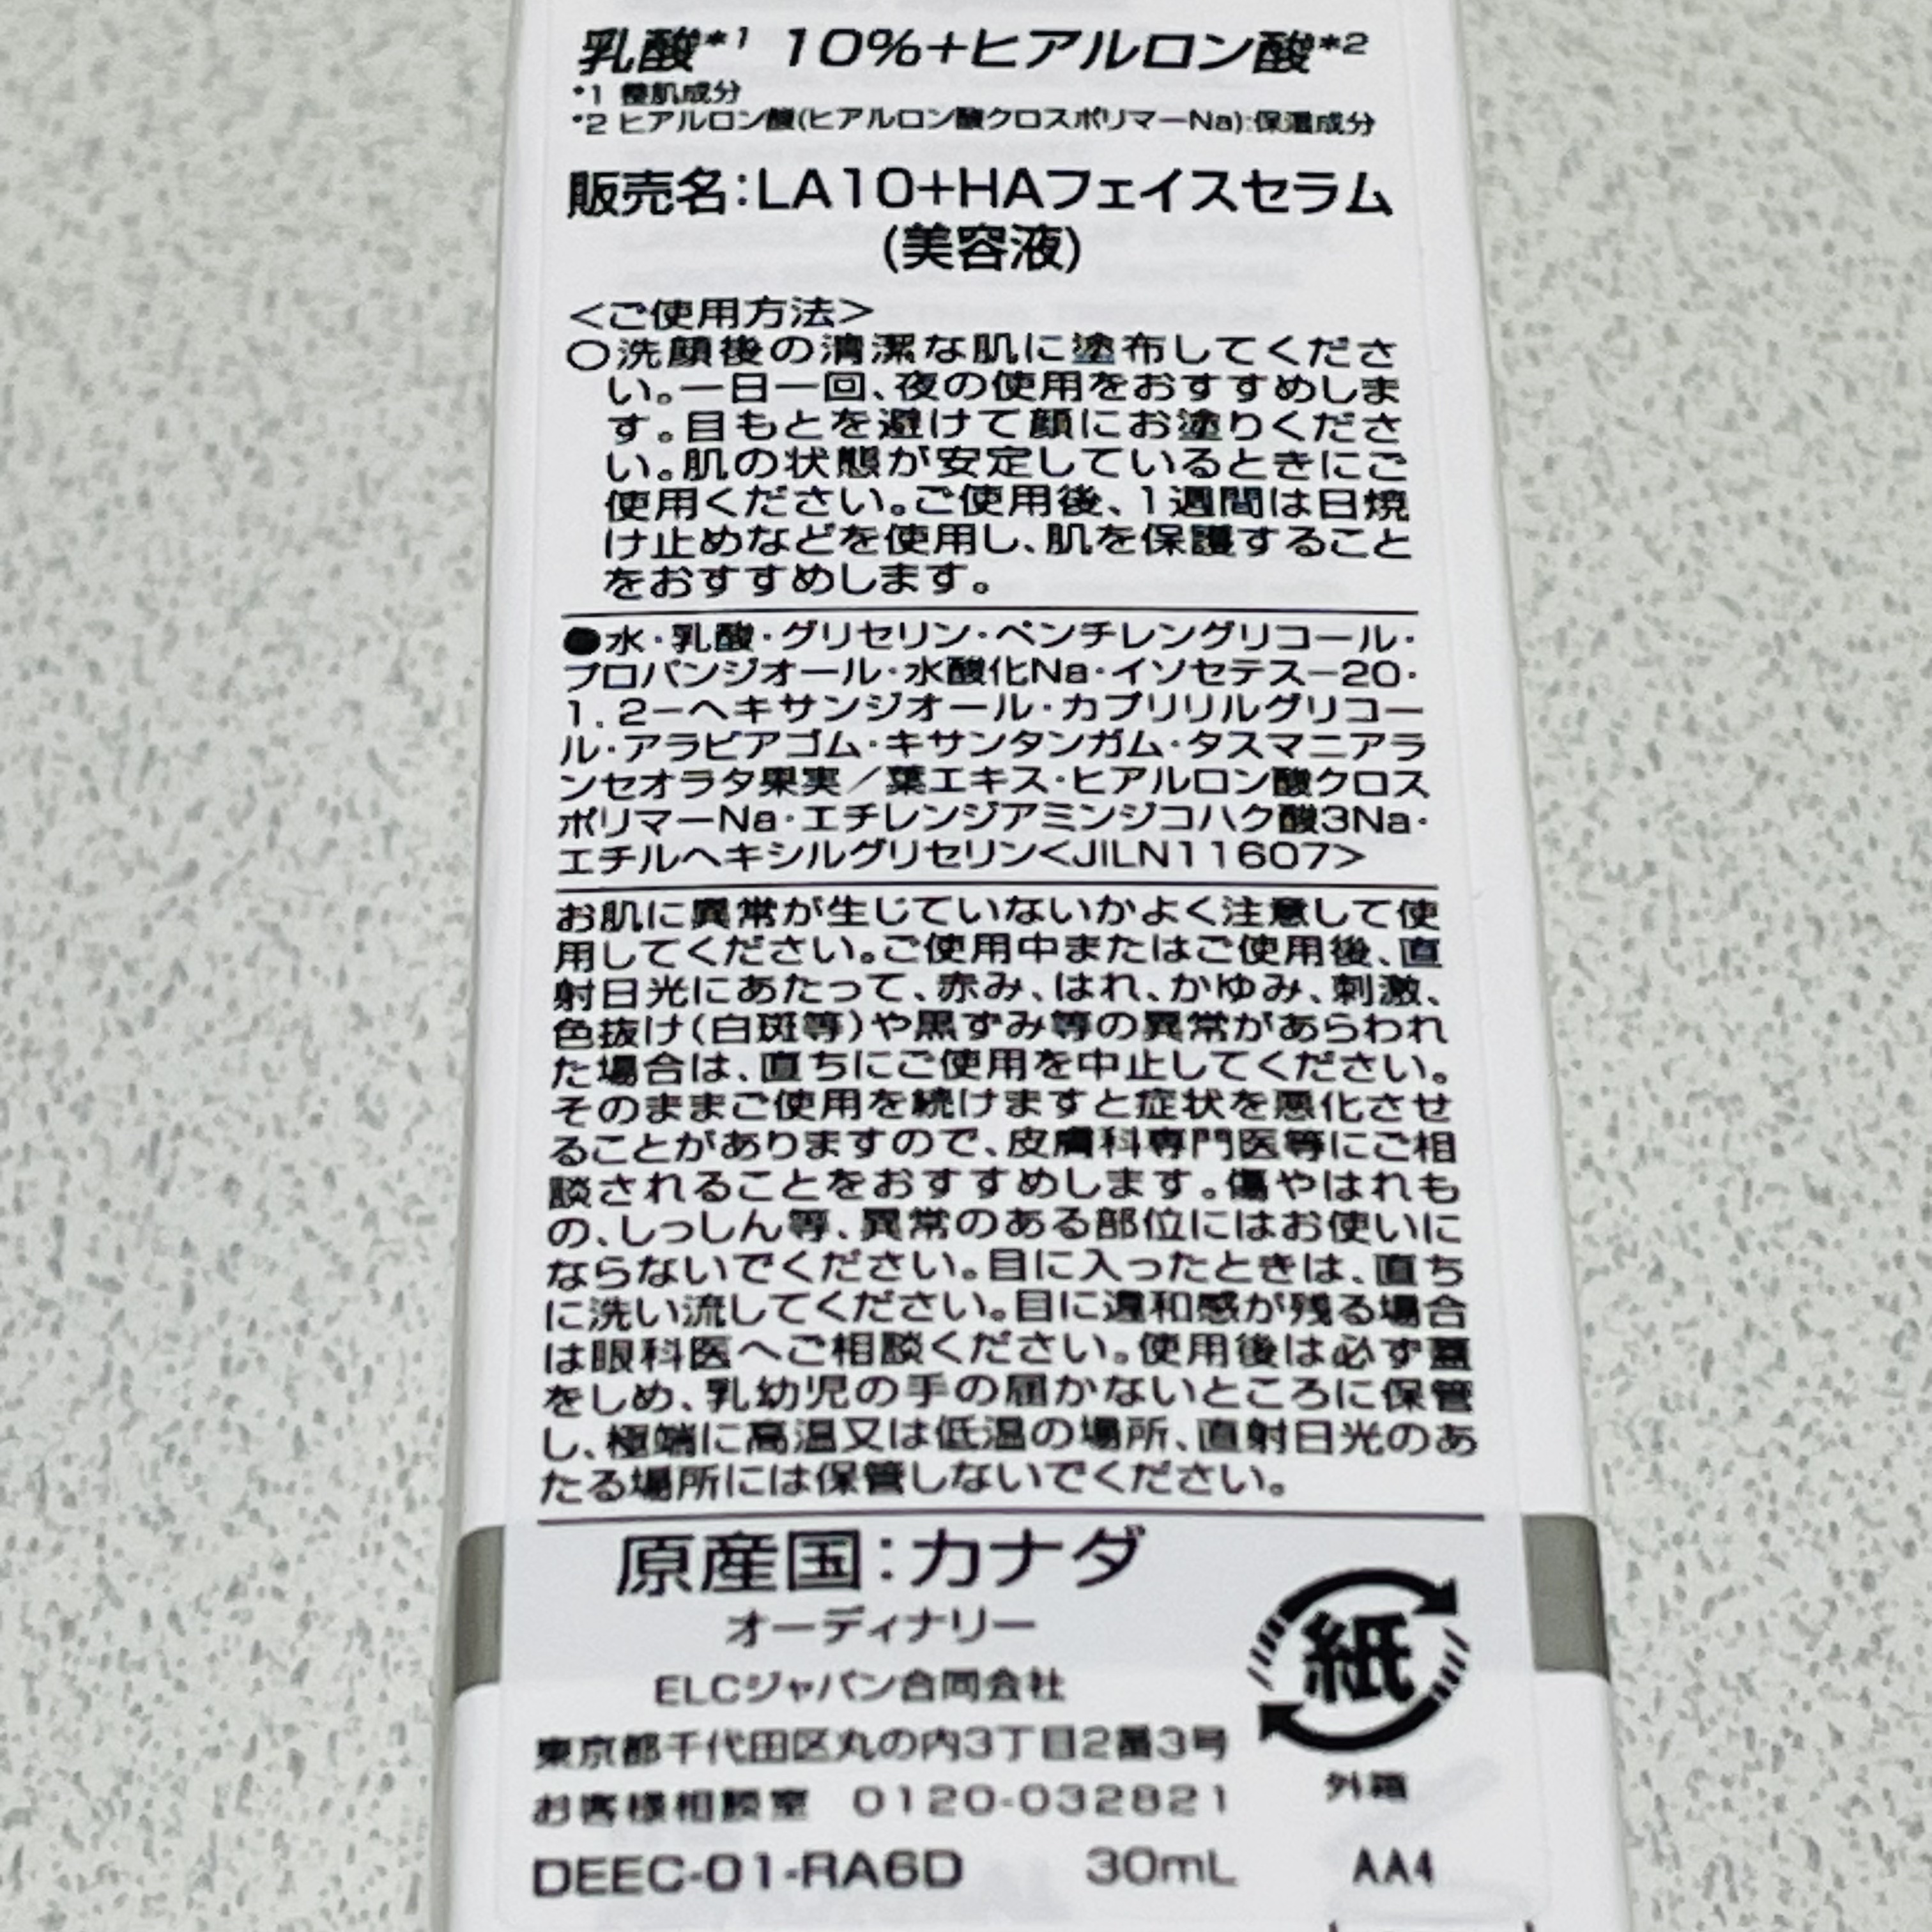 乳酸*1 10%+ヒアルロン酸*2
*1 整肌成分
*2 ヒアルロン酸(ヒアルロン酸クロスポリマーNa):保湿成分
販売名:LA10+HAフェイスセラム
(美容液)
<ご使用方法>
○洗顔後の清潔な肌に塗布してくださ
い。一日一回、夜の使用をおすすめしま
す。目もとを避けて顔にお塗りくださ
い。肌の状態が安定しているときにご
使用ください。ご使用後、1週間は日焼
け止めなどを使用し、肌を保護すること
をおすすめします。
●水・乳酸・グリセリン・ペンチレングリコール・
プロパンジオール・水酸化Na・イソセテス-20・
1,2-ヘキサンジオール・カプリリルグリコー
ル・アラビアゴム・キサンタンガム・タスマニアラ
ンセオラタ果実/葉エキス・ヒアルロン酸クロス
ポリマーNa・エチレンジアミンジコハク酸3Na・
エチルヘキシルグリセリン<JILN11607>
お肌に異常が生じていないかよく注意して使
用してください。ご使用中またはご使用後、直
射日光にあたって、赤み、はれ、かゆみ、刺激、
色抜け(白斑等)や黒ずみ等の異常があらわれ
た場合は、直ちにご使用を中止してください。
そのままご使用を続けますと症状を悪化させ
ることがありますので、皮膚科専門医等にご相
談されることをおすすめします。傷やはれも
の、しっしん等、異常のある部位にはお使いに
ならないでください。目に入ったときは、直ち
に洗い流してください。目に違和感が残る場合
は眼科医へご相談ください。使用後は必ず蓋
をしめ、乳幼児の手の届かないところに保管
し、極端に高温又は低温の場所、直射日光のあ
たる場所には保管しないでください。
原産国:カナダ
オーディナリー
ELCジャパン合同会社
東京都千代田区丸の内3丁目2番3号
お客様相談室 0120-032821
DEEC-01-RA6D 30mL
紙
外箱
AA4